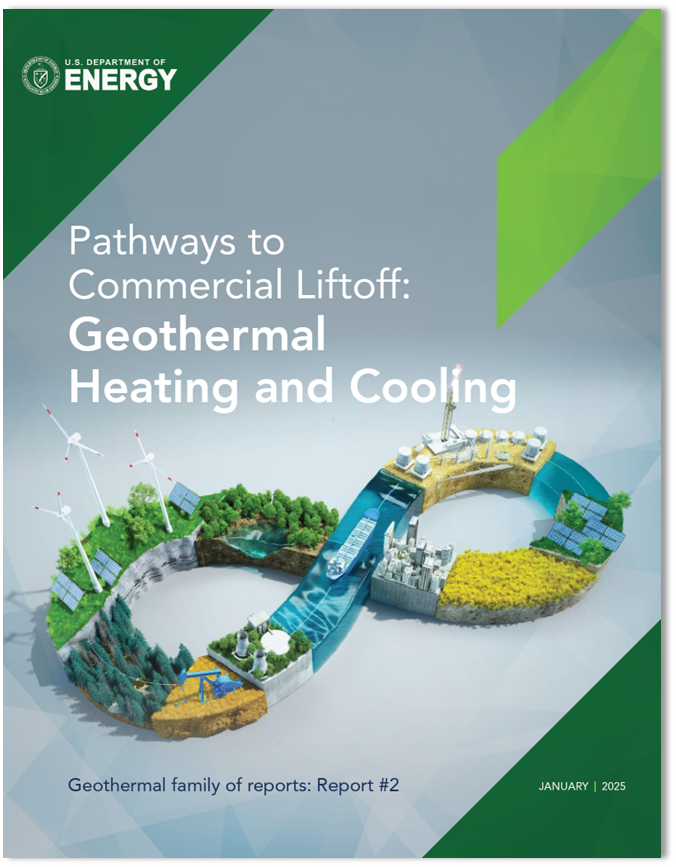 U.S. DEPARTMENT OF
ENERGY
Pathways to
Commercial Liftoff:
Geothermal
Heating and Cooling
Geothermal family of reports: Report #2
JANUARY | 2025